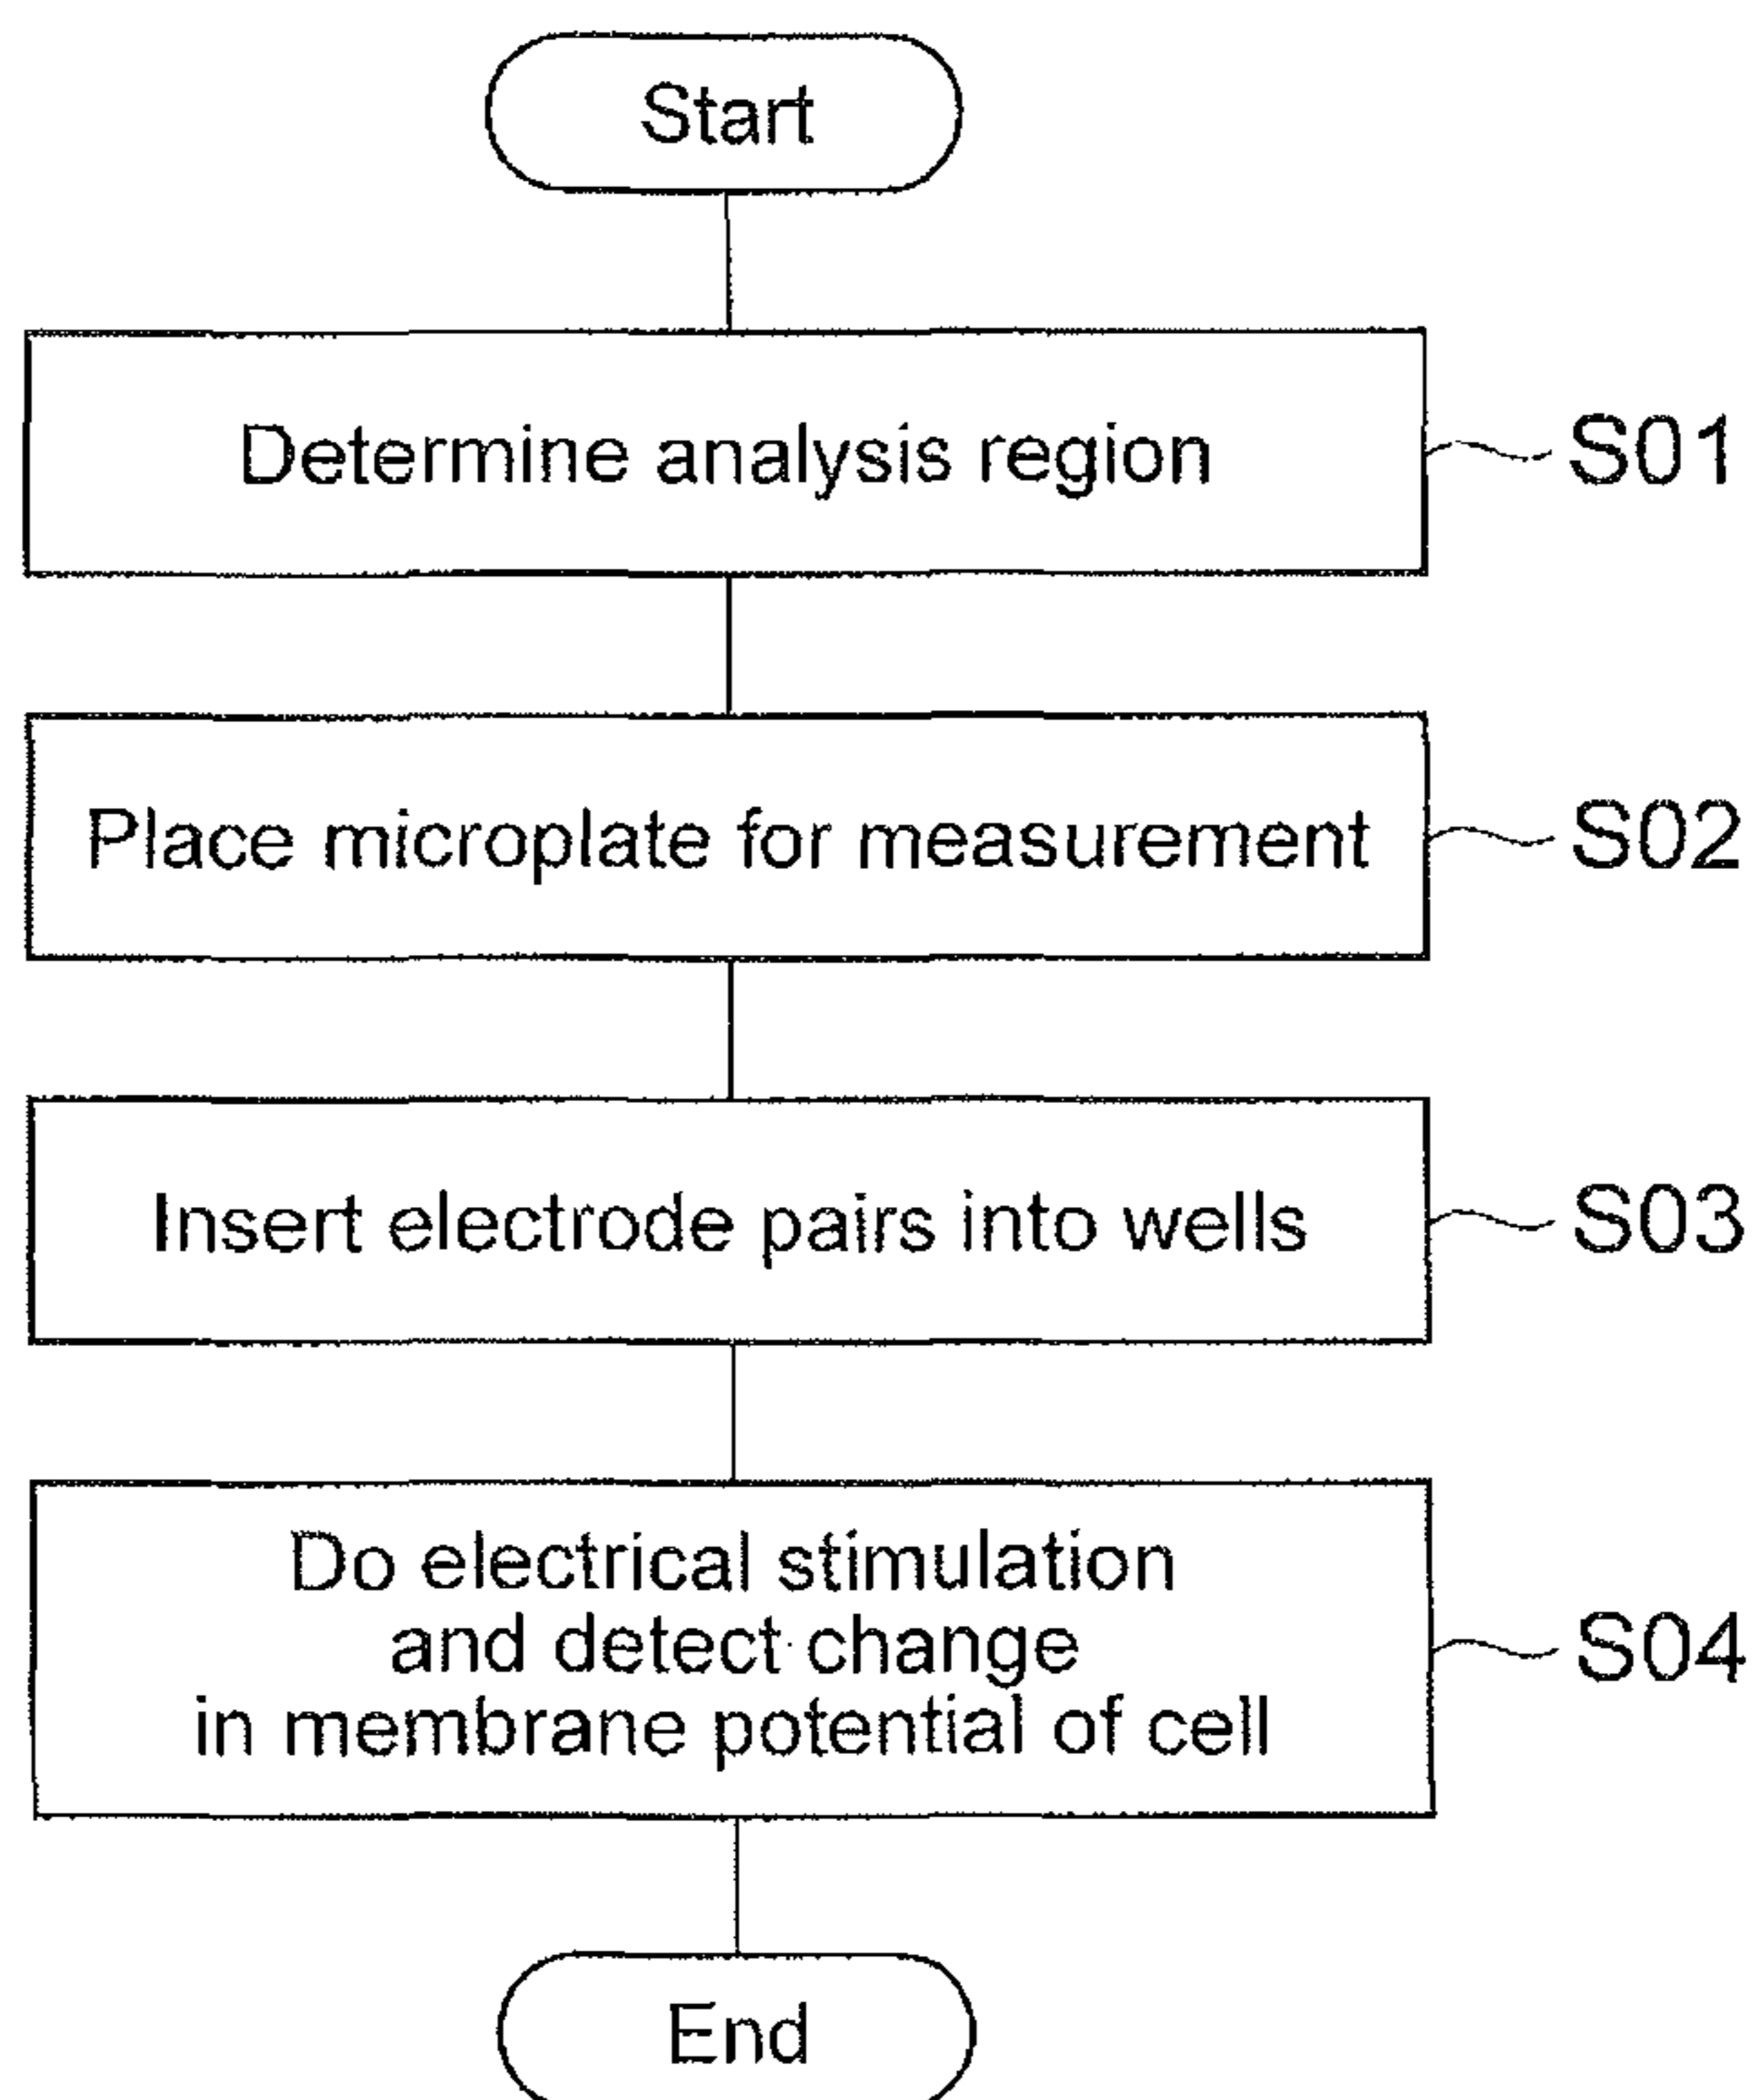 Start
Determine analysis region
S01
Place microplate for measurement
S02
Insert electrode pairs into wells
S03
Do electrical stimulation
and detect change
in membrane potential of cell
S04
End